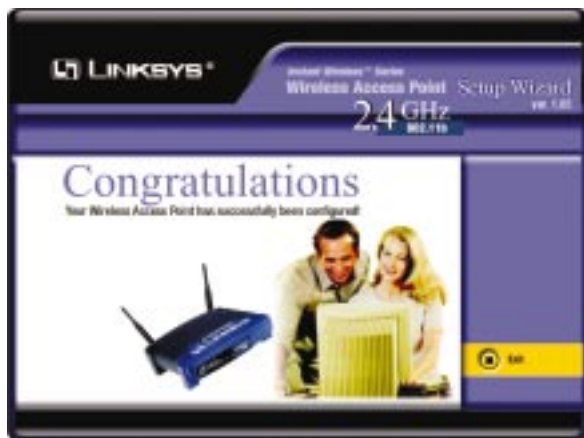 LINKSYS®
Instant Wireless™ Series
Wireless Access Point Setup Wizard
ver. 1.05
2.4 GHz
802.11b
Congratulations
Your Wireless Access Point has successfully been configured!
Exit